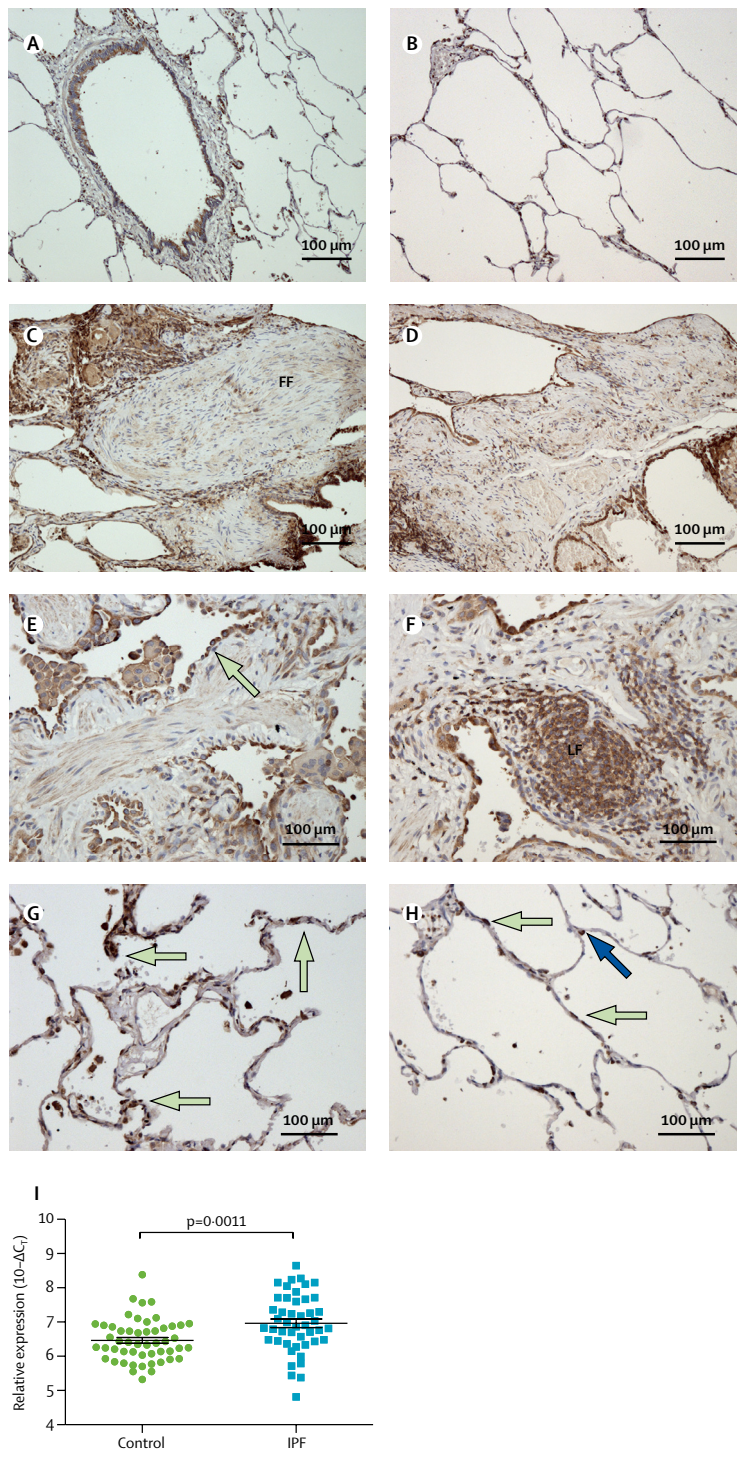 A
100 µm
B
100 µm
C
FF
100 µm
D
100 µm
E
100 µm
F
LF
100 µm
G
100 µm
H
100 µm
I
p=0·0011
10
9
8
7
6
5
4
Relative expression (10–ΔCT)
Control
IPF